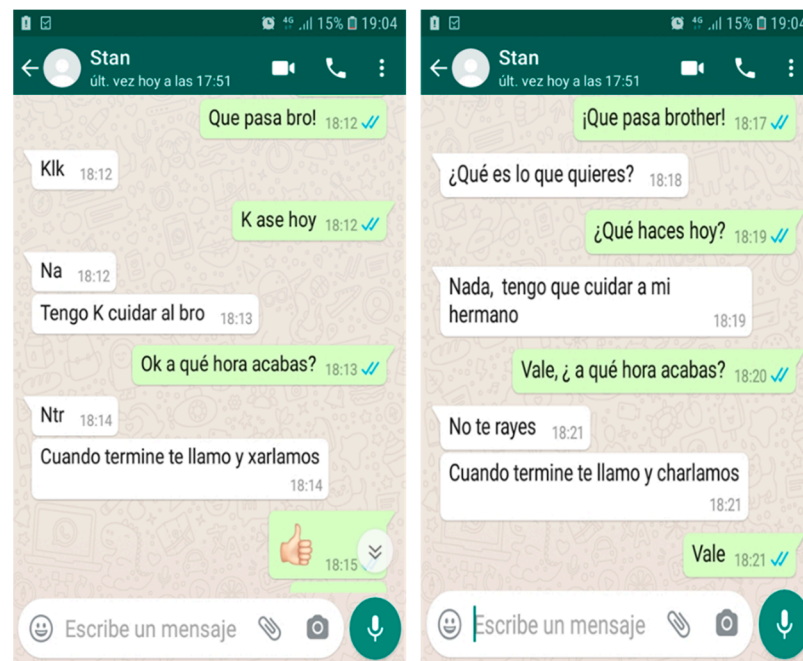 4G 15% 19:04
Stan
últ. vez hoy a las 17:51
Que pasa bro! 18:12
Klk 18:12
K ase hoy 18:12
Na 18:12
Tengo K cuidar al bro 18:13
Ok a qué hora acabas? 18:13
Ntr 18:14
Cuando termine te llamo y xarlamos
18:14
18:15
Escribe un mensaje
4G 15% 19:04
Stan
últ. vez hoy a las 17:51
¡Que pasa brother! 18:17
¿Qué es lo que quieres? 18:18
¿Qué haces hoy? 18:19
Nada, tengo que cuidar a mi
hermano 18:19
Vale, ¿ a qué hora acabas? 18:20
No te rayes 18:21
Cuando termine te llamo y charlamos
18:21
Vale 18:21
Escribe un mensaje